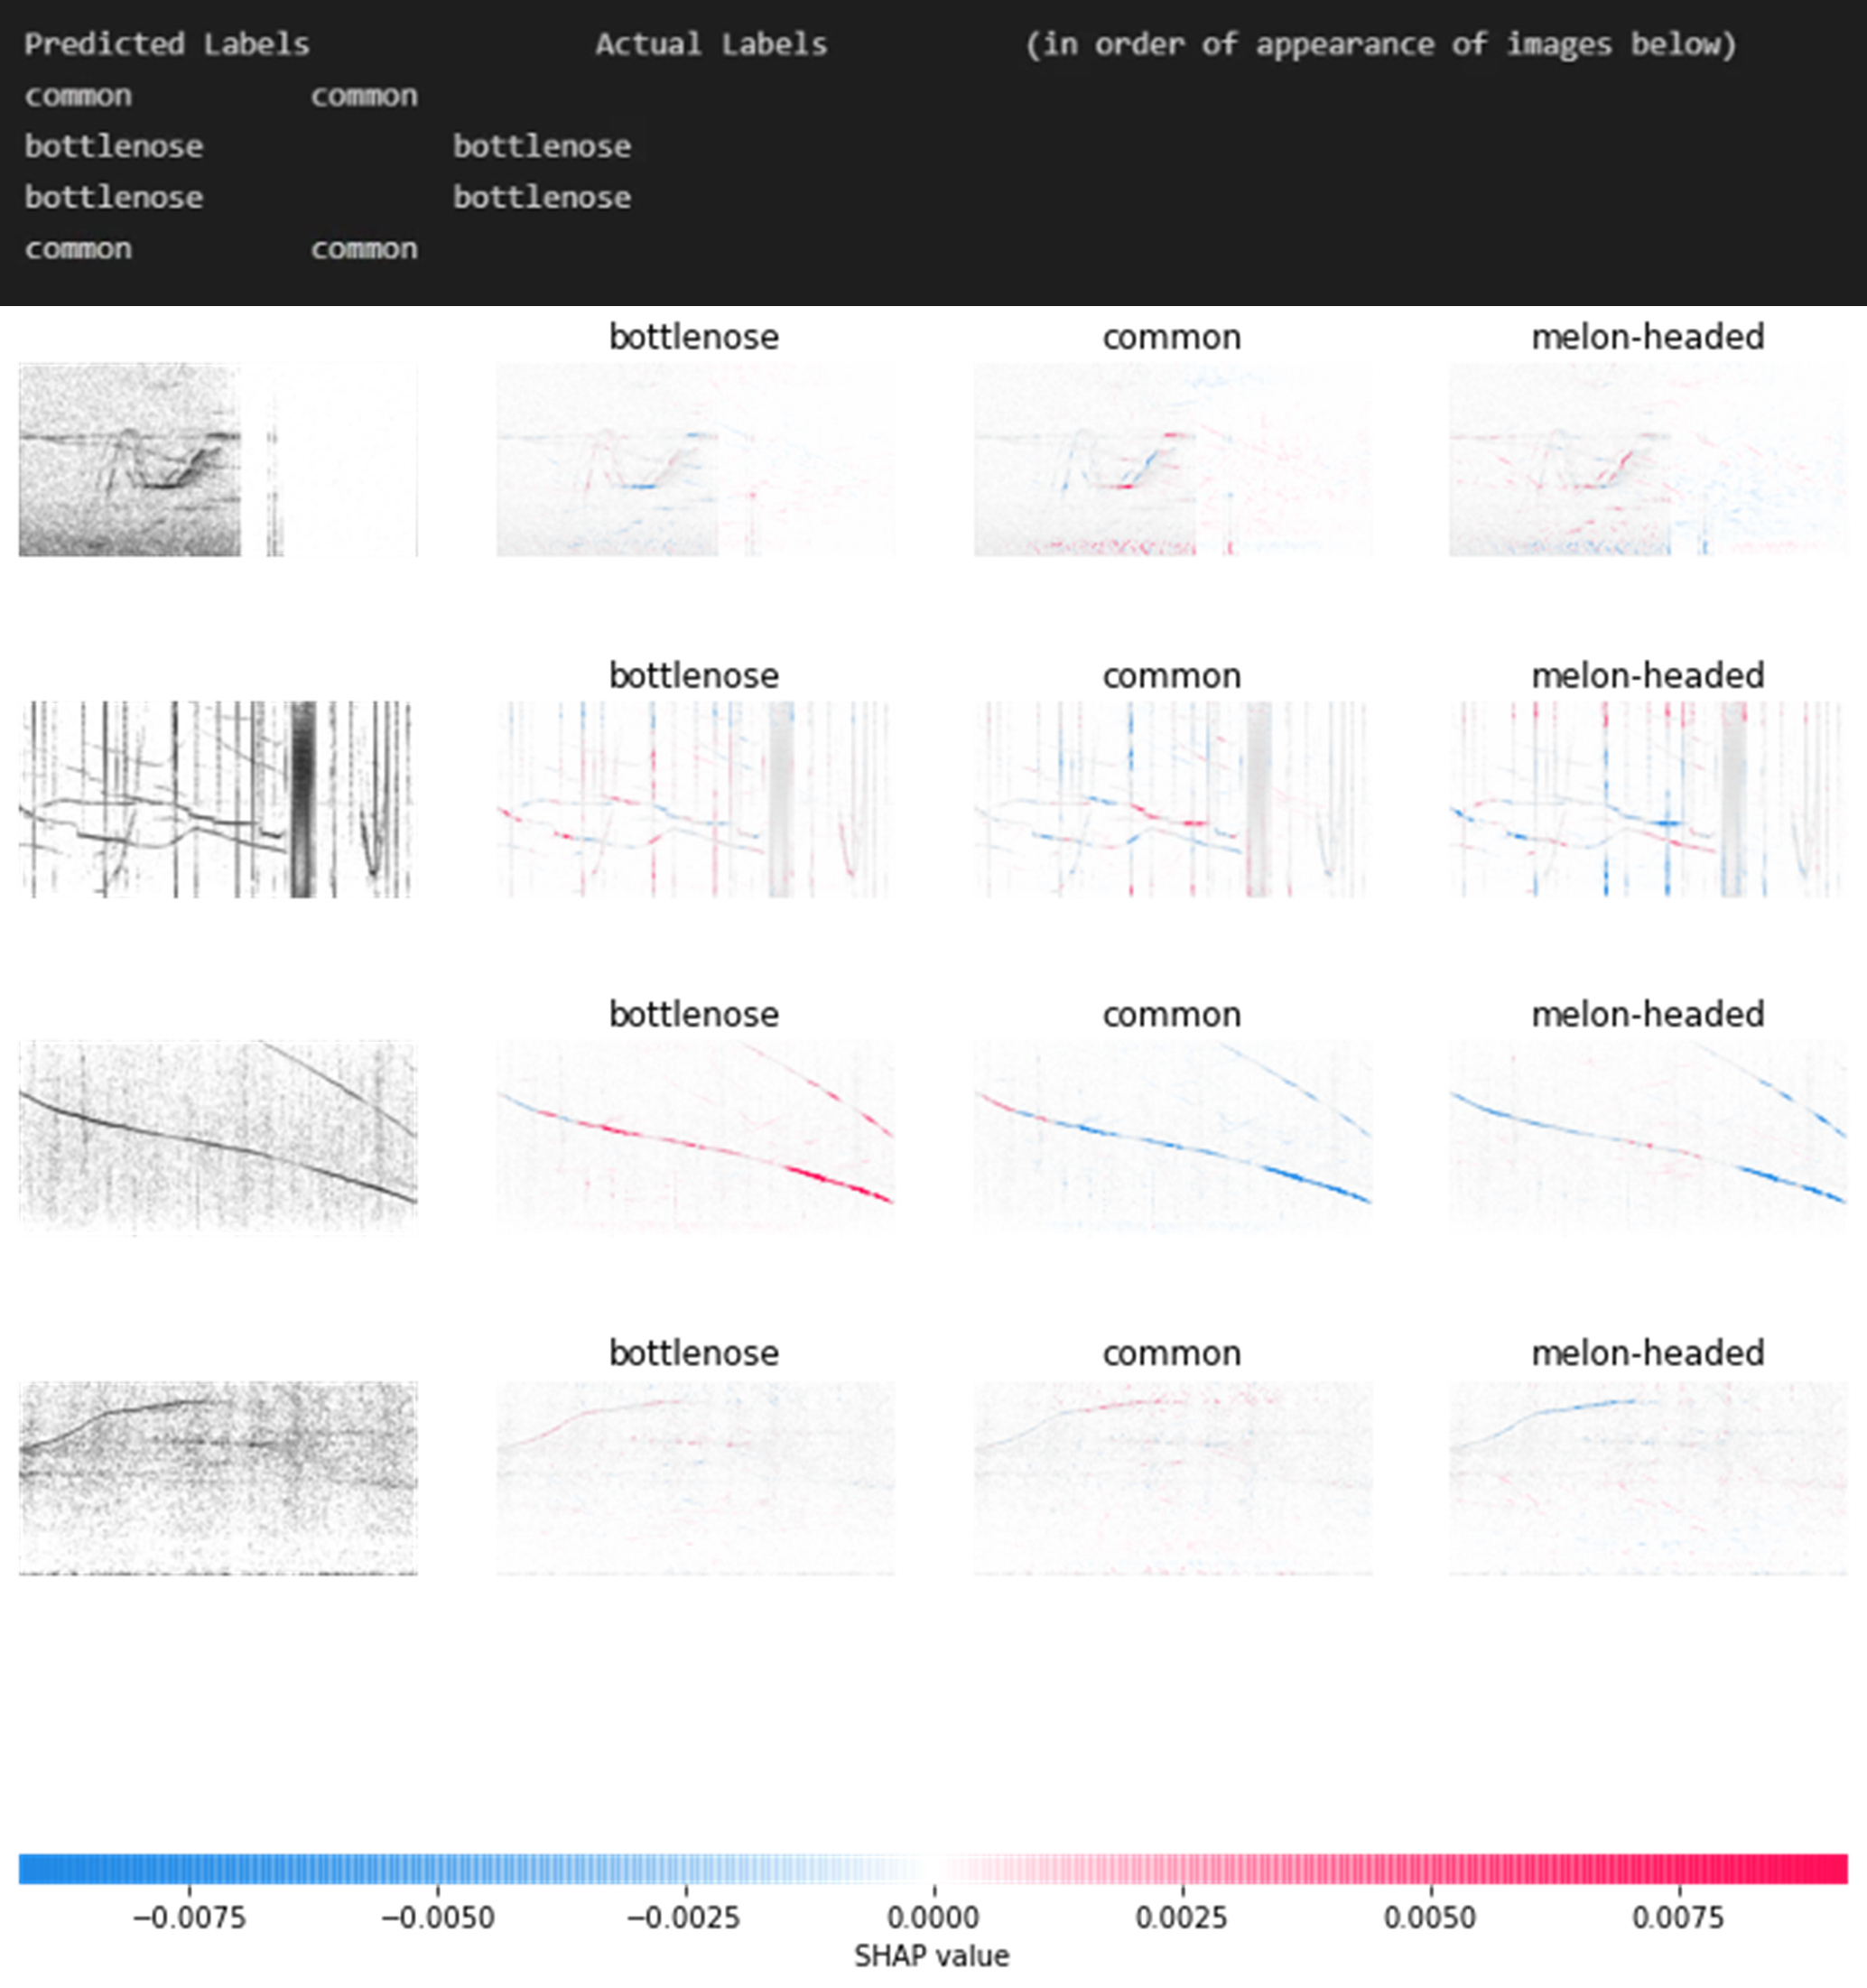 Predicted Labels Actual Labels (in order of appearance of images below)
common common
bottlenose bottlenose
bottlenose bottlenose
common common
bottlenose common melon-headed
bottlenose common melon-headed
bottlenose common melon-headed
bottlenose common melon-headed
−0.0075 −0.0050 −0.0025 0.0000 0.0025 0.0050 0.0075
SHAP value